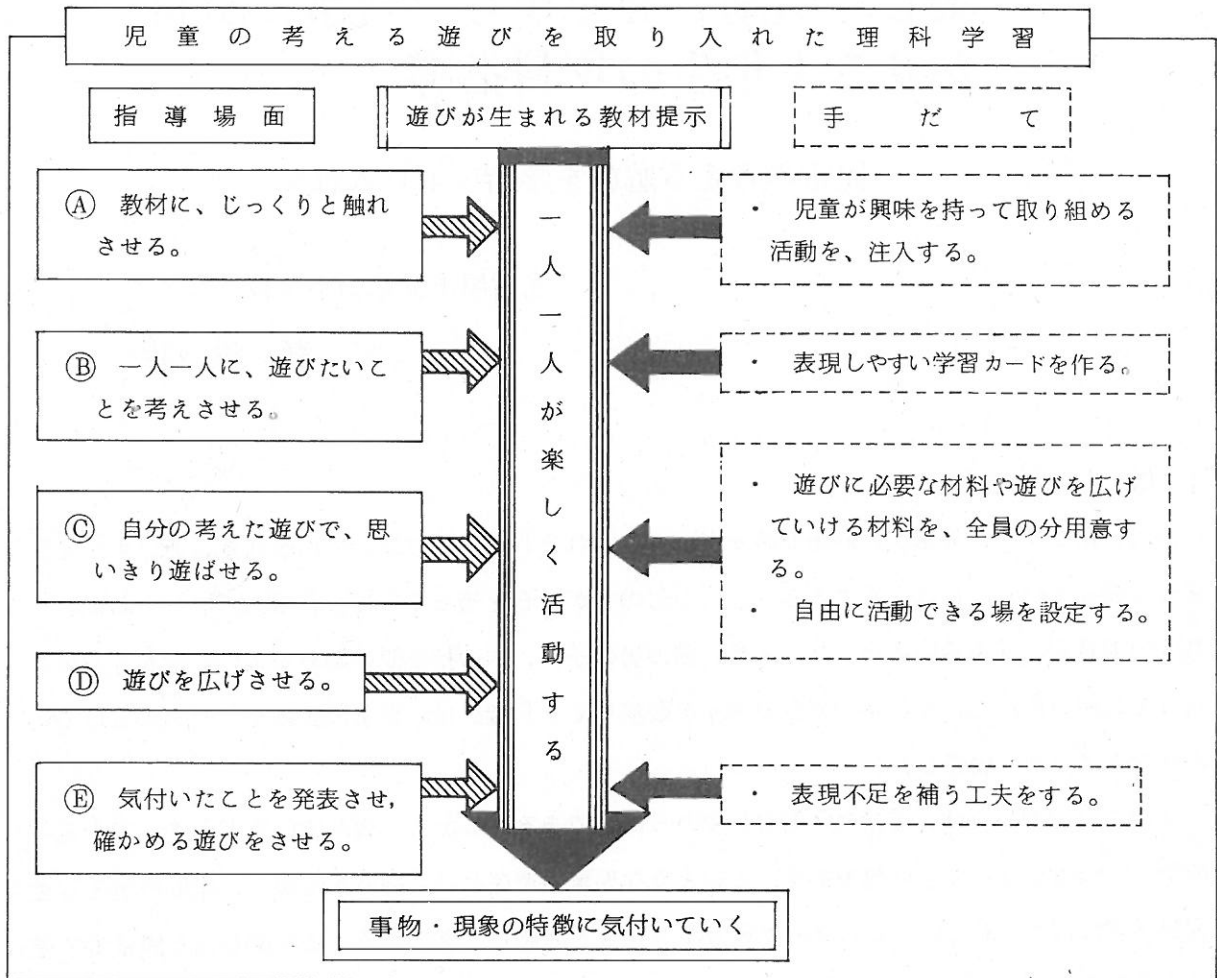 児童の考える遊びを取り入れた理科学習
指導場面
遊びが生まれる教材提示
手だて
Ⓐ 教材に、じっくりと触れ
させる。
Ⓑ 一人一人に、遊びたいこ
とを考えさせる。
Ⓒ 自分の考えた遊びで、思
いきり遊ばせる。
Ⓓ 遊びを広げさせる。
Ⓔ 気付いたことを発表させ,
確かめる遊びをさせる。
一人一人が楽しく活動する
・ 児童が興味を持って取り組める
活動を、注入する。
・ 表現しやすい学習カードを作る。
・ 遊びに必要な材料や遊びを広げ
ていける材料を、全員の分用意す
る。
・ 自由に活動できる場を設定する。
・ 表現不足を補う工夫をする。
事物・現象の特徴に気付いていく